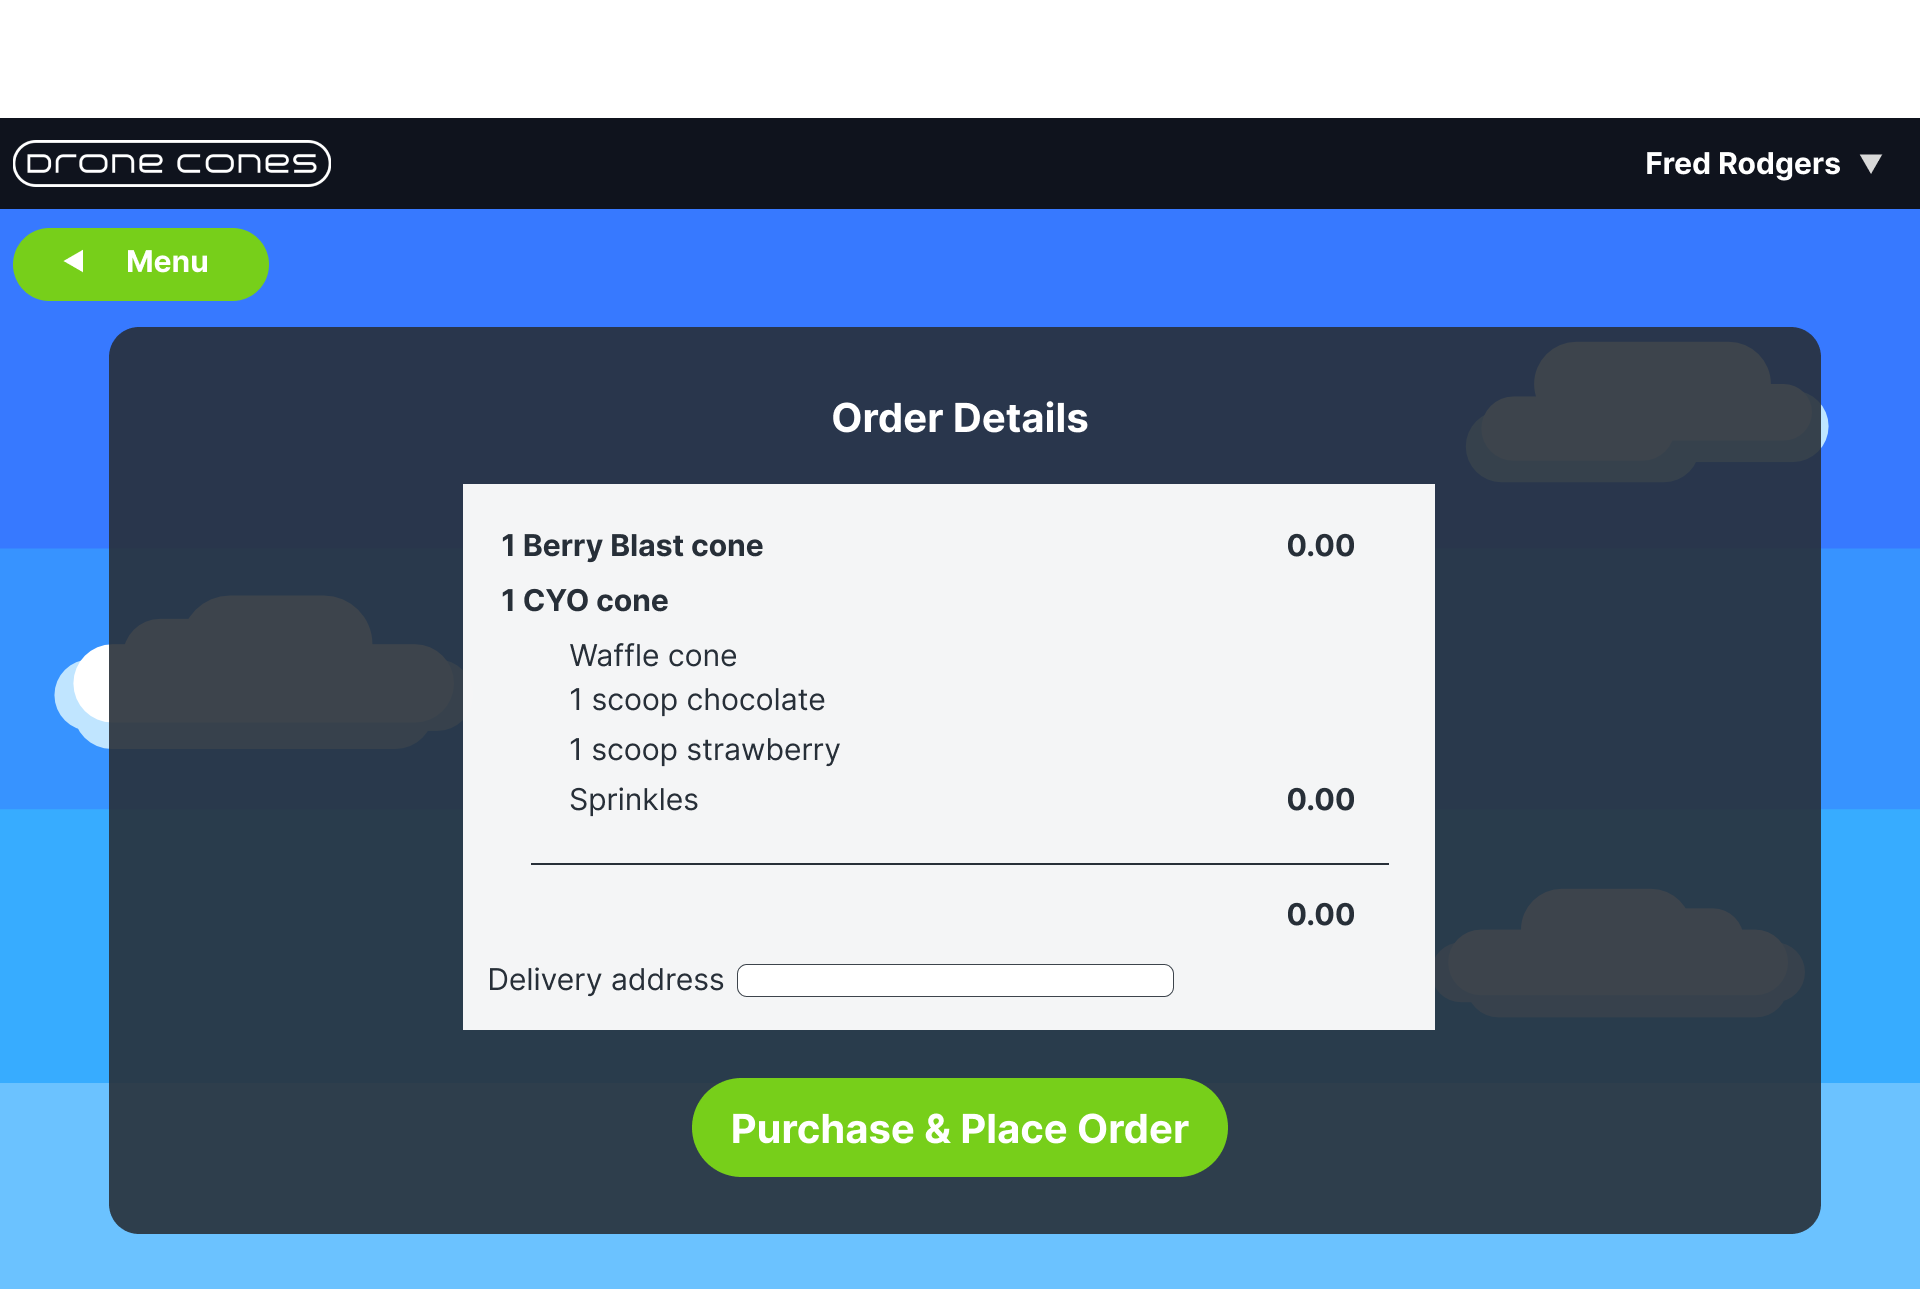 Drone cones
Fred Rodgers
Menu
Order Details
1 Berry Blast cone 0.00
1 CYO cone
Waffle cone
1 scoop chocolate
1 scoop strawberry
Sprinkles 0.00
0.00
Delivery address
Purchase & Place Order